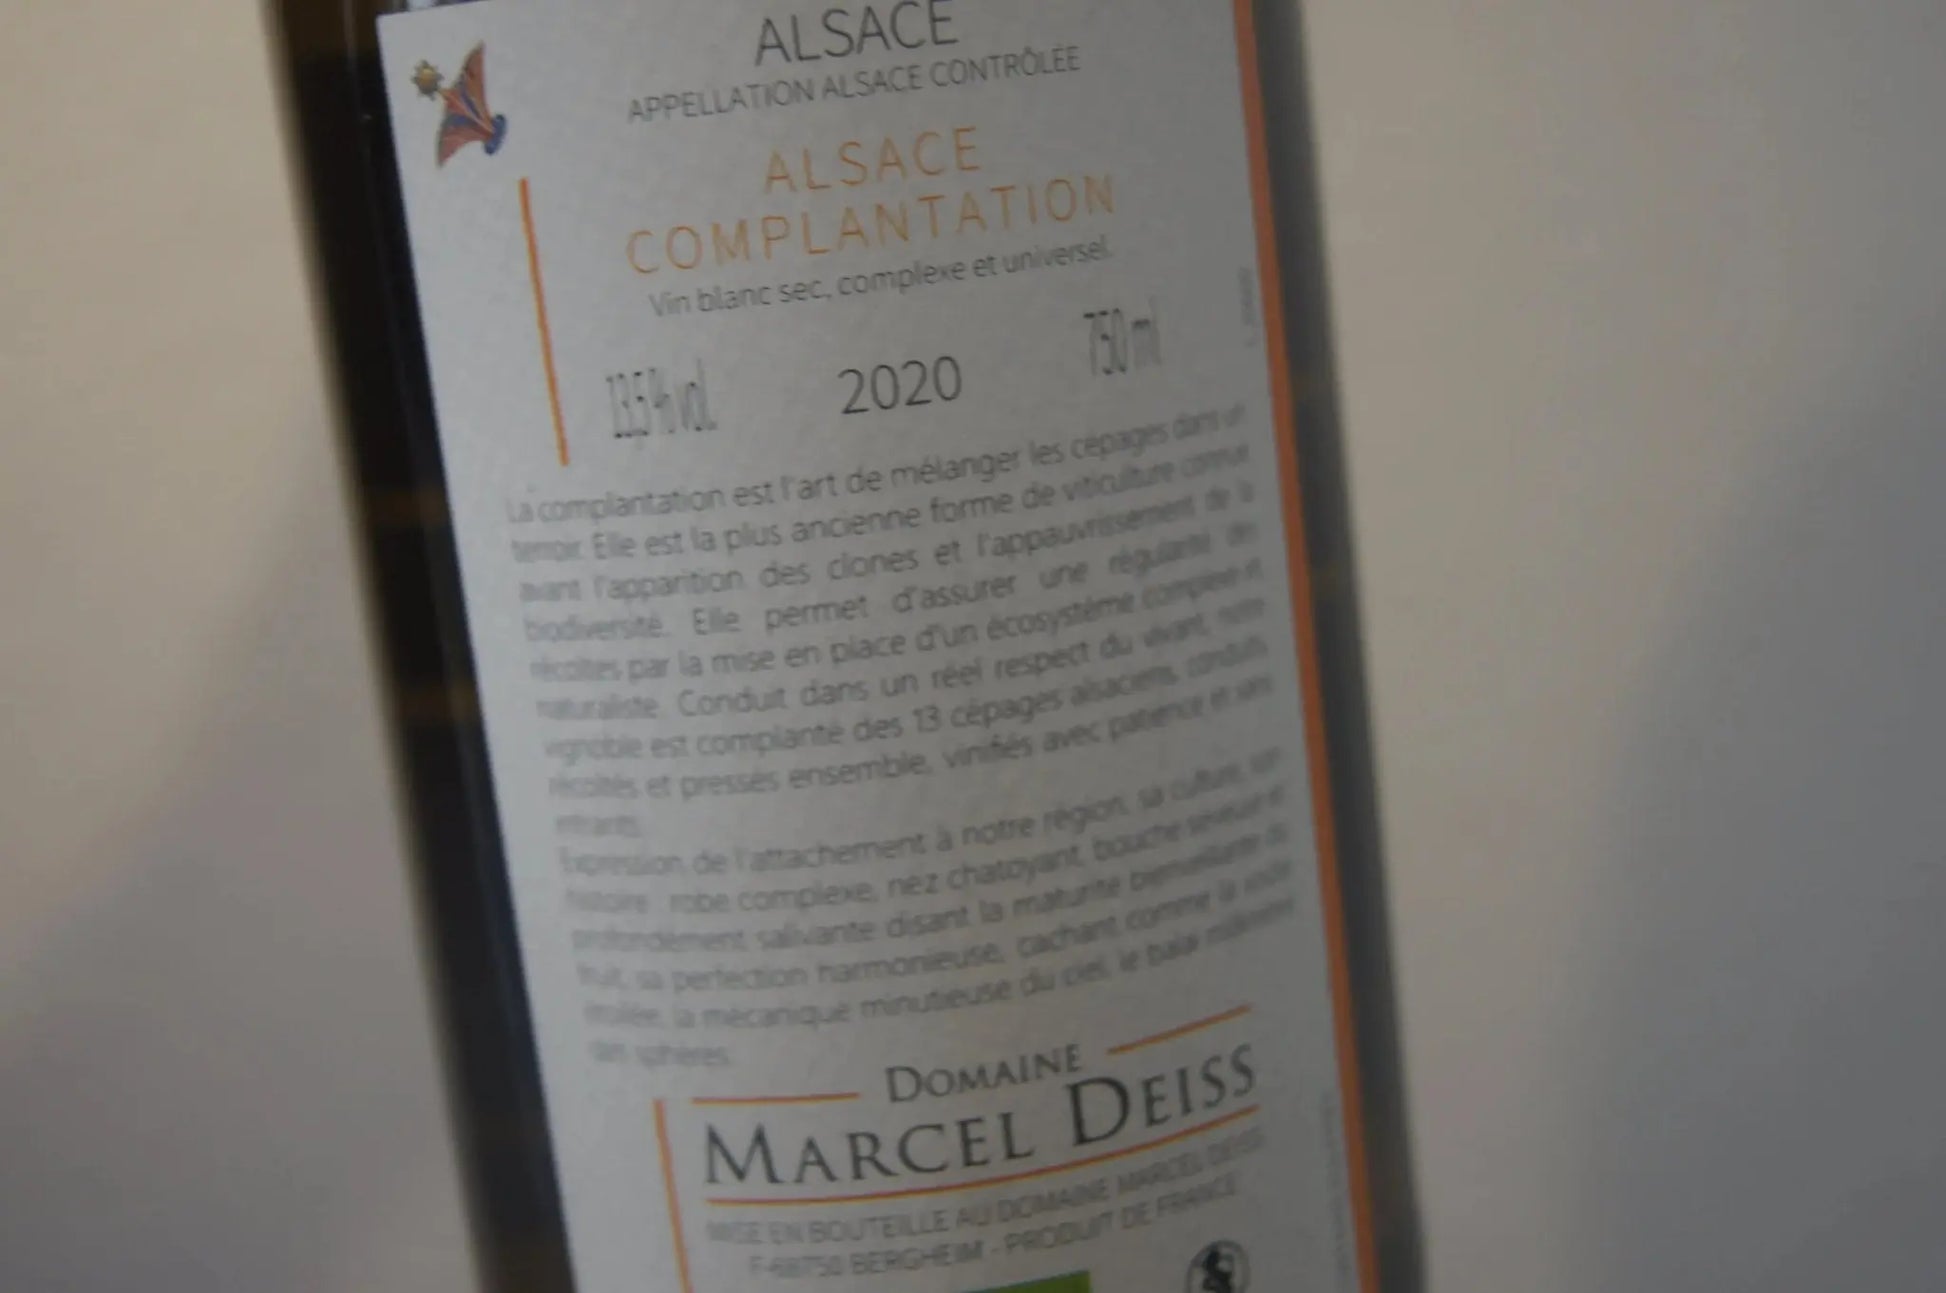 ALSACE
APPELLATION ALSACE CONTRÔLÉE
ALSACE
COMPLANTATION
Vin blanc sec, complexe et universel.
13,5 % vol.
2020
750 ml
La complantation est l'art de mélanger les cépages dans un
terroir. Elle est la plus ancienne forme de viticulture connue
avant l'apparition des clones et l'appauvrissement de la
biodiversité. Elle permet d'assurer une régularité des
récoltes par la mise en place d'un écosystème complexe et
naturaliste. Conduit dans un réel respect du vivant, notre
vignoble est complanté des 13 cépages alsaciens, conduits,
récoltés et pressés ensemble, vinifiés avec patience et sans
intrants.
Expression de l'attachement à notre région, sa culture, son
histoire : robe complexe, nez chatoyant, bouche savoureuse et
profondément salivante disant la maturité bienveillante du
fruit, sa perfection harmonieuse, cachant comme la voûte
étoilée, la mécanique minutieuse du ciel, le balai millénaire
des sphères.
DOMAINE
MARCEL DEISS
MISE EN BOUTEILLE AU DOMAINE MARCEL DEISS
F-68750 BERGHEIM - PRODUIT DE FRANCE